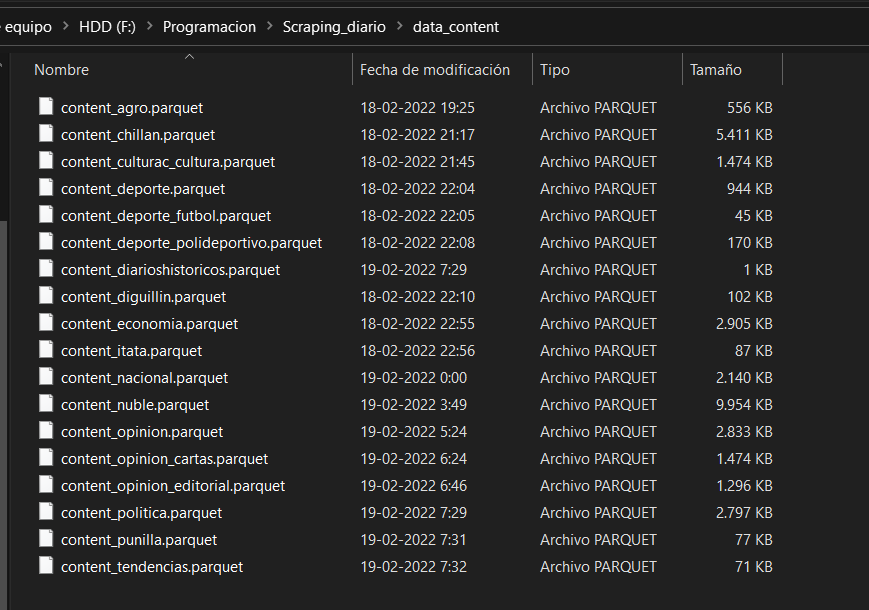 equipo > HDD (F:) > Programacion > Scraping_diario > data_content
Nombre Fecha de modificación Tipo Tamaño
content_agro.parquet 18-02-2022 19:25 Archivo PARQUET 556 KB
content_chillan.parquet 18-02-2022 21:17 Archivo PARQUET 5.411 KB
content_culturac_cultura.parquet 18-02-2022 21:45 Archivo PARQUET 1.474 KB
content_deporte.parquet 18-02-2022 22:04 Archivo PARQUET 944 KB
content_deporte_futbol.parquet 18-02-2022 22:05 Archivo PARQUET 45 KB
content_deporte_polideportivo.parquet 18-02-2022 22:08 Archivo PARQUET 170 KB
content_diarioshistoricos.parquet 19-02-2022 7:29 Archivo PARQUET 1 KB
content_diguillin.parquet 18-02-2022 22:10 Archivo PARQUET 102 KB
content_economia.parquet 18-02-2022 22:55 Archivo PARQUET 2.905 KB
content_itata.parquet 18-02-2022 22:56 Archivo PARQUET 87 KB
content_nacional.parquet 19-02-2022 0:00 Archivo PARQUET 2.140 KB
content_nuble.parquet 19-02-2022 3:49 Archivo PARQUET 9.954 KB
content_opinion.parquet 19-02-2022 5:24 Archivo PARQUET 2.833 KB
content_opinion_cartas.parquet 19-02-2022 6:24 Archivo PARQUET 1.474 KB
content_opinion_editorial.parquet 19-02-2022 6:46 Archivo PARQUET 1.296 KB
content_politica.parquet 19-02-2022 7:29 Archivo PARQUET 2.797 KB
content_punilla.parquet 19-02-2022 7:31 Archivo PARQUET 77 KB
content_tendencias.parquet 19-02-2022 7:32 Archivo PARQUET 71 KB